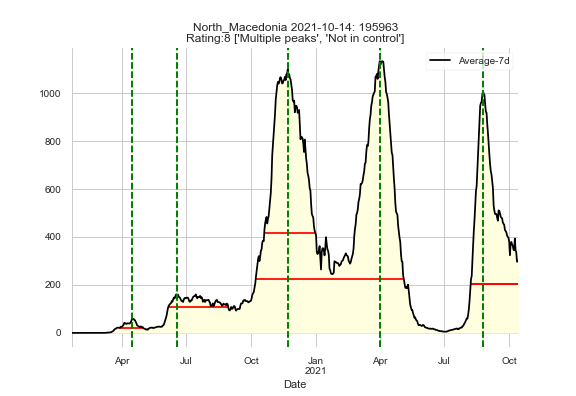 North_Macedonia 2021-10-14: 195963
Rating:8 ['Multiple peaks', 'Not in control']
Average-7d
1000
800
600
400
200
0
Apr
Jul
Oct
Jan
2021
Apr
Jul
Oct
Date